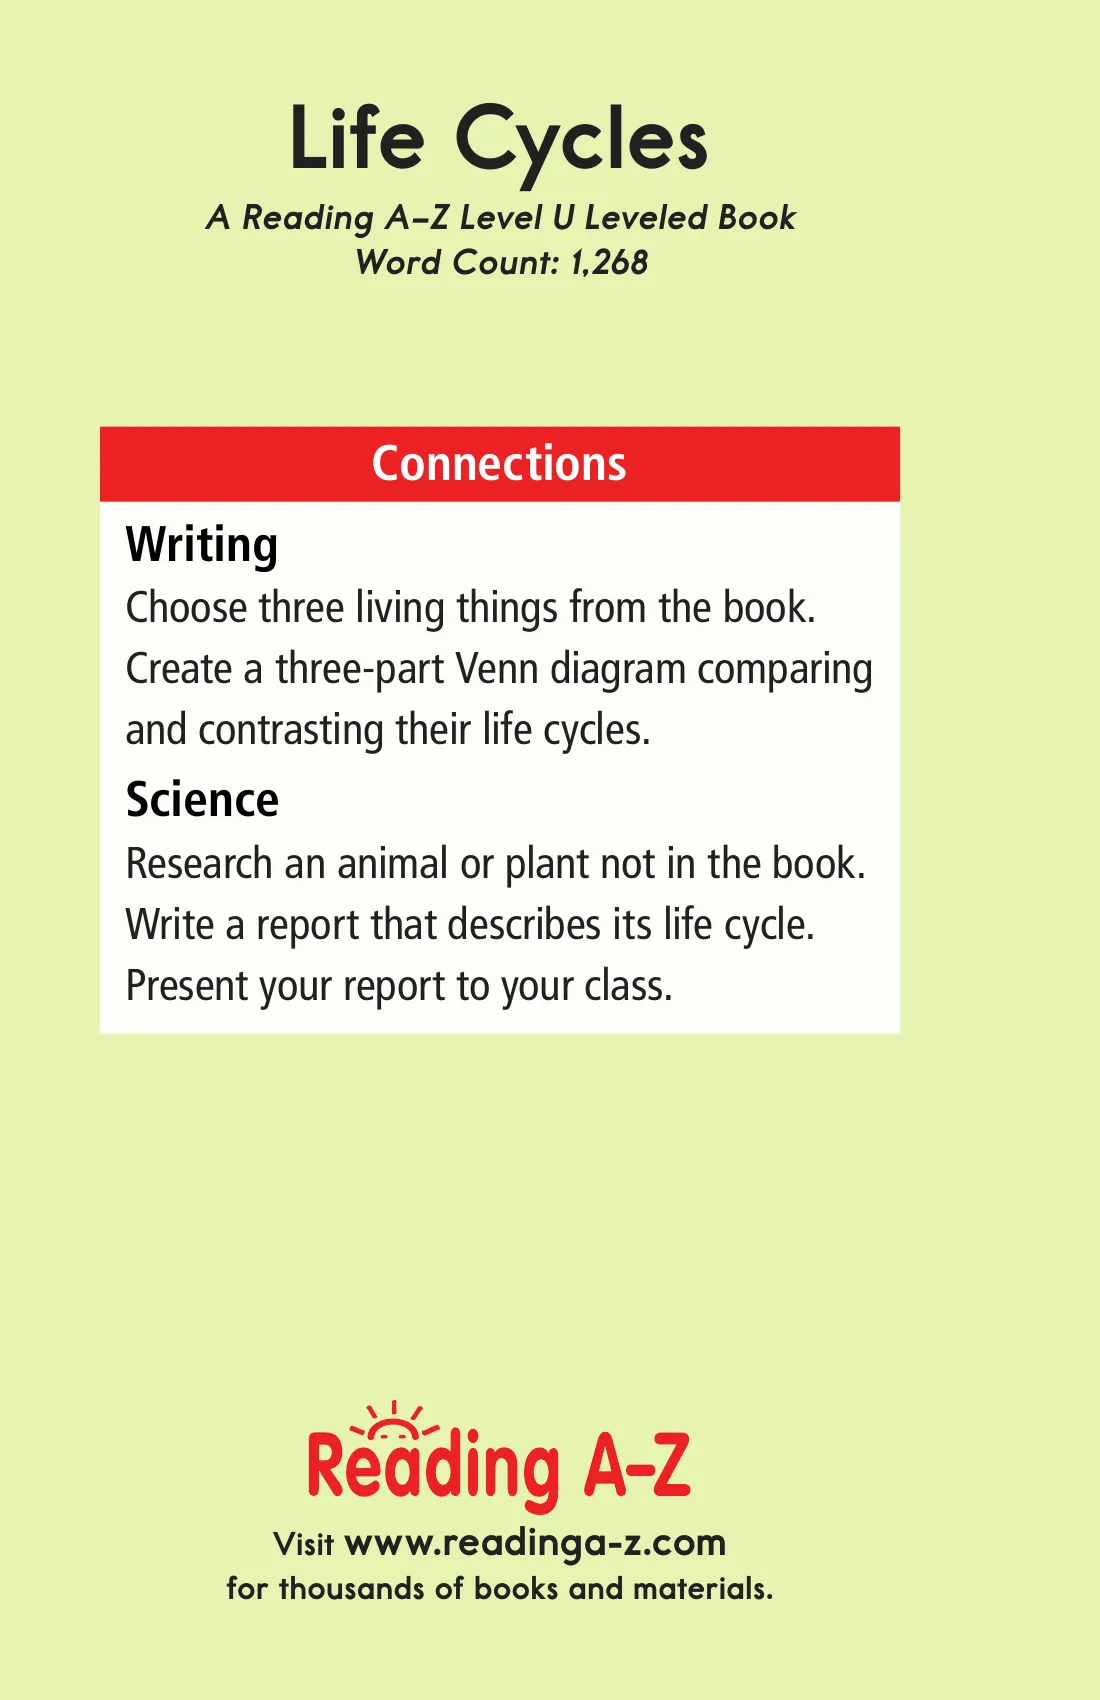 Life Cycles
A Reading A–Z Level U Leveled Book
Word Count: 1,268
Connections
Writing
Choose three living things from the book.
Create a three-part Venn diagram comparing
and contrasting their life cycles.
Science
Research an animal or plant not in the book.
Write a report that describes its life cycle.
Present your report to your class.
Reading A–Z
Visit www.readinga-z.com
for thousands of books and materials.